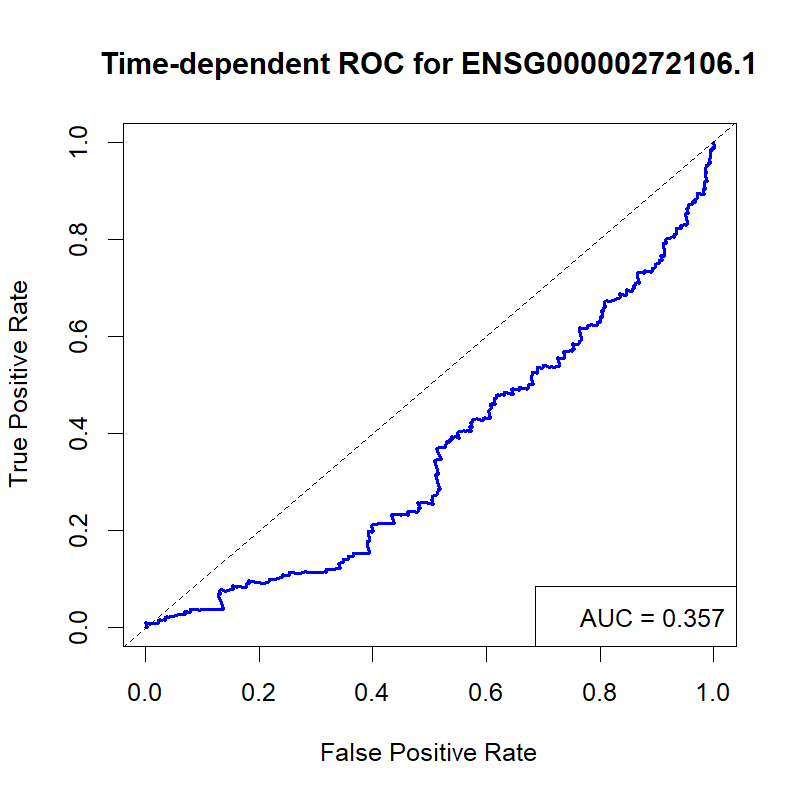 Time-dependent ROC for ENSG00000272106.1
True Positive Rate
1.0
0.8
0.6
0.4
0.2
0.0
AUC = 0.357
0.0 0.2 0.4 0.6 0.8 1.0
False Positive Rate